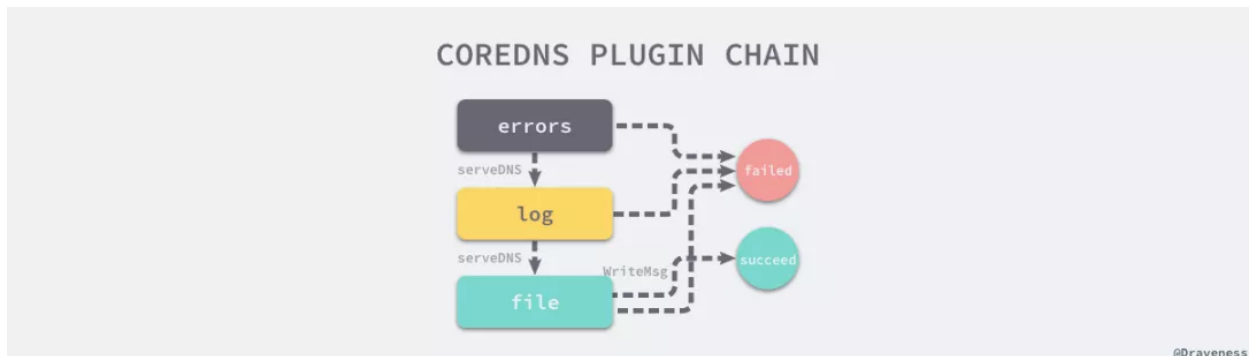 COREDNS PLUGIN CHAIN
errors
failed
serveDNS
log
serveDNS
WriteMsg
succeed
file
@Draveness